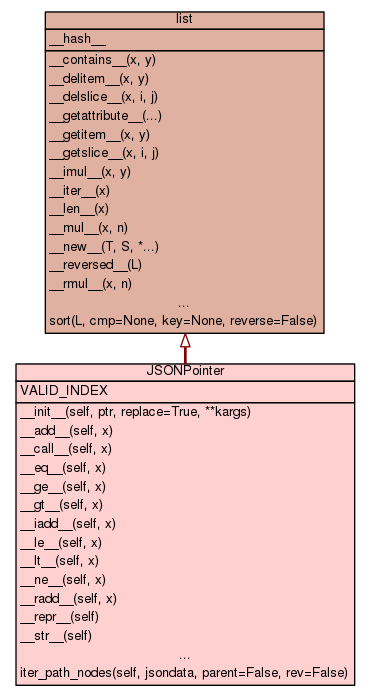 list
__hash__
__contains__(x, y)
__delitem__(x, y)
__delslice__(x, i, j)
__getattribute__(...)
__getitem__(x, y)
__getslice__(x, i, j)
__imul__(x, y)
__iter__(x)
__len__(x)
__mul__(x, n)
__new__(T, S, *...)
__reversed__(L)
__rmul__(x, n)
...
sort(L, cmp=None, key=None, reverse=False)
JSONPointer
VALID_INDEX
__init__(self, ptr, replace=True, **kargs)
__add__(self, x)
__call__(self, x)
__eq__(self, x)
__ge__(self, x)
__gt__(self, x)
__iadd__(self, x)
__le__(self, x)
__lt__(self, x)
__ne__(self, x)
__radd__(self, x)
__repr__(self)
__str__(self)
...
iter_path_nodes(self, jsondata, parent=False, rev=False)